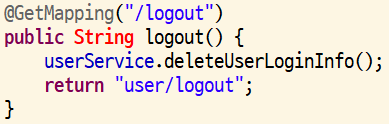 @GetMapping("/logout")
public String logout() {
    userService.deleteUserLoginInfo();
    return "user/logout";
}